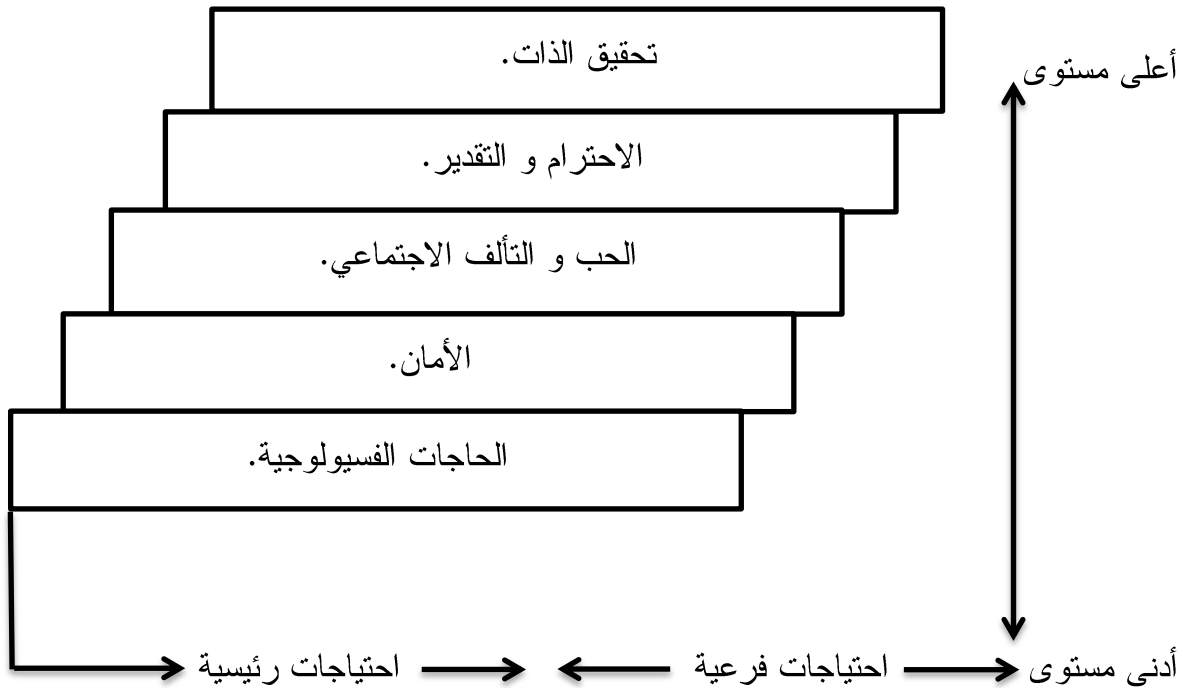 تحقيق الذات.
أعلى مستوى
الاحترام و التقدير.
الحب و التألف الاجتماعي.
الأمان.
الحاجات الفسيولوجية.
أدنى مستوى
احتياجات فرعية
احتياجات رئيسية